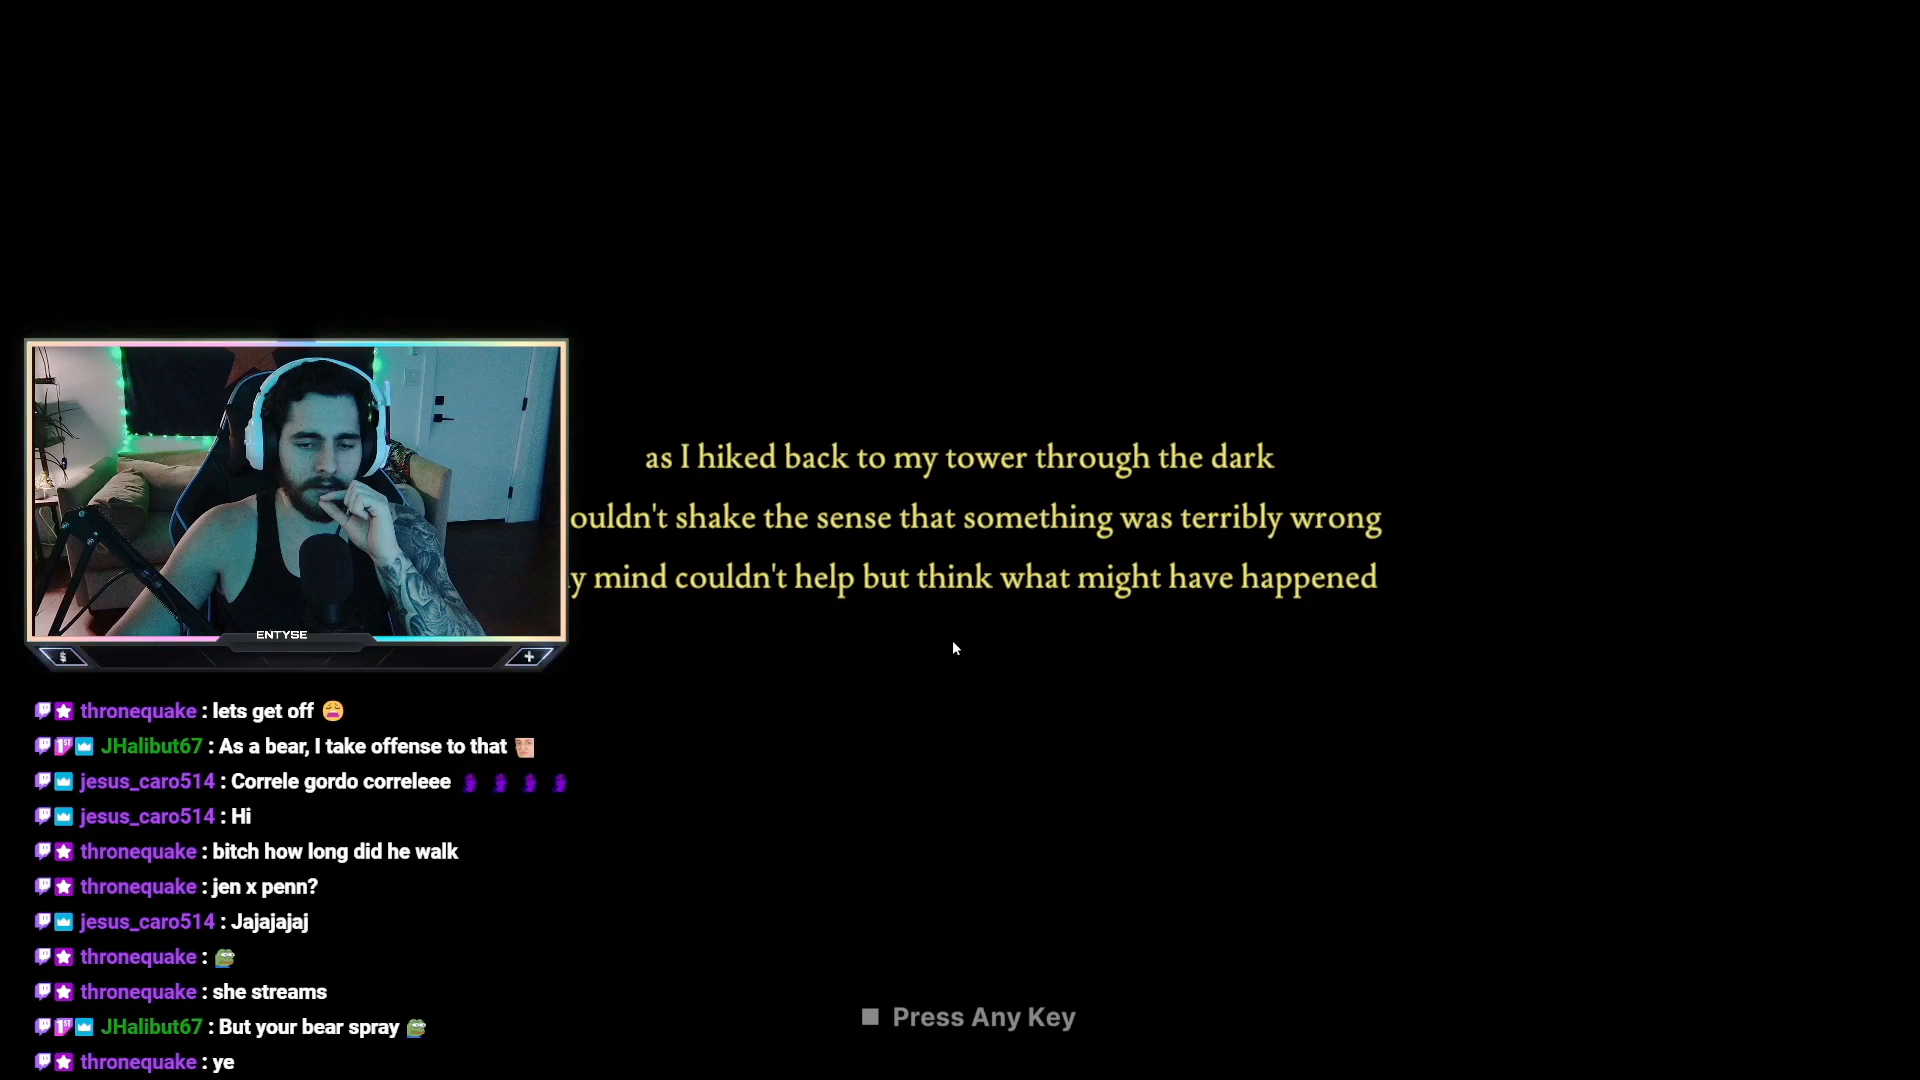 as I hiked back to my tower through the dark
ouldn't shake the sense that something was terribly wrong
y mind couldn't help but think what might have happened
ENTYSE
$ +
thronequake : lets get off 😩
JHalibut67 : As a bear, I take offense to that
jesus_caro514 : Correle gordo correleee
jesus_caro514 : Hi
thronequake : bitch how long did he walk
thronequake : jen x penn?
jesus_caro514 : Jajajajaj
thronequake :
thronequake : she streams
JHalibut67 : But your bear spray
thronequake : ye
Press Any Key